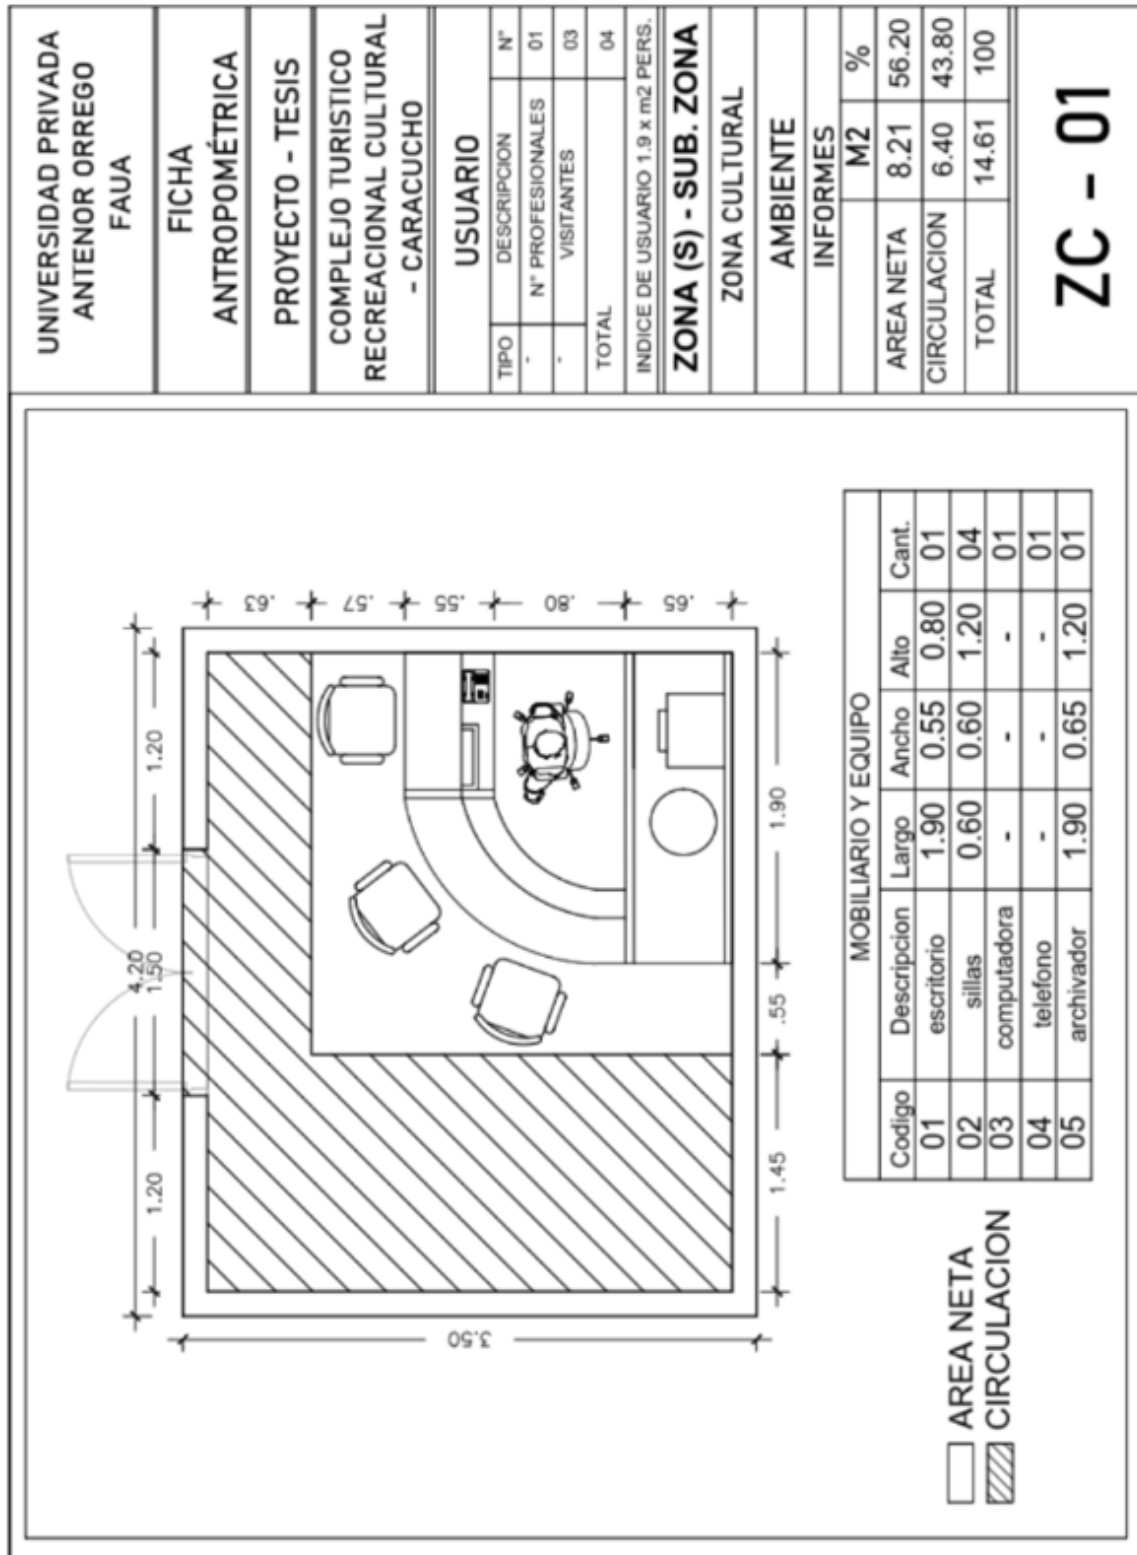 UNIVERSIDAD PRIVADA
ANTENOR ORREGO
FAUA
FICHA
ANTROPOMÉTRICA
PROYECTO - TESIS
COMPLEJO TURISTICO
RECREACIONAL CULTURAL
- CARACUCHO
USUARIO
TIPO DESCRIPCION N°
- N° PROFESIONALES 01
- VISITANTES 03
TOTAL 04
INDICE DE USUARIO 1.9 x m2 PERS.
ZONA (S) - SUB. ZONA
ZONA CULTURAL
AMBIENTE
INFORMES
M2 %
AREA NETA 8.21 56.20
CIRCULACION 6.40 43.80
TOTAL 14.61 100
ZC - 01
4.20
1.20 1.50 1.20
3.50
.63
.57
.55
.80
.65
1.45 .55 1.90
MOBILIARIO Y EQUIPO
Codigo Descripcion Largo Ancho Alto Cant.
01 escritorio 1.90 0.55 0.80 01
02 sillas 0.60 0.60 1.20 04
03 computadora - - - 01
04 telefono - - - 01
05 archivador 1.90 0.65 1.20 01
AREA NETA
CIRCULACION